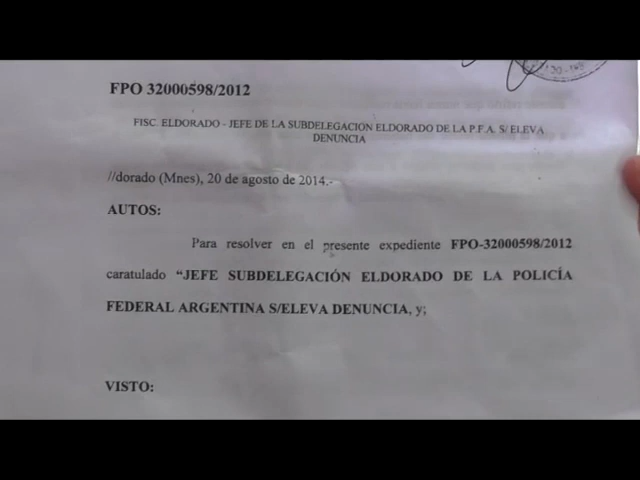 FPO 32000598/2012
FISC. ELDORADO - JEFE DE LA SUBDELEGACION ELDORADO DE LA P.F.A. S/ ELEVA
DENUNCIA
//dorado (Mnes), 20 de agosto de 2014.-
AUTOS:
Para resolver en el presente expediente FPO-32000598/2012
caratulado “JEFE SUBDELEGACIÓN ELDORADO DE LA POLICÍA
FEDERAL ARGENTINA S/ELEVA DENUNCIA, y;
VISTO: